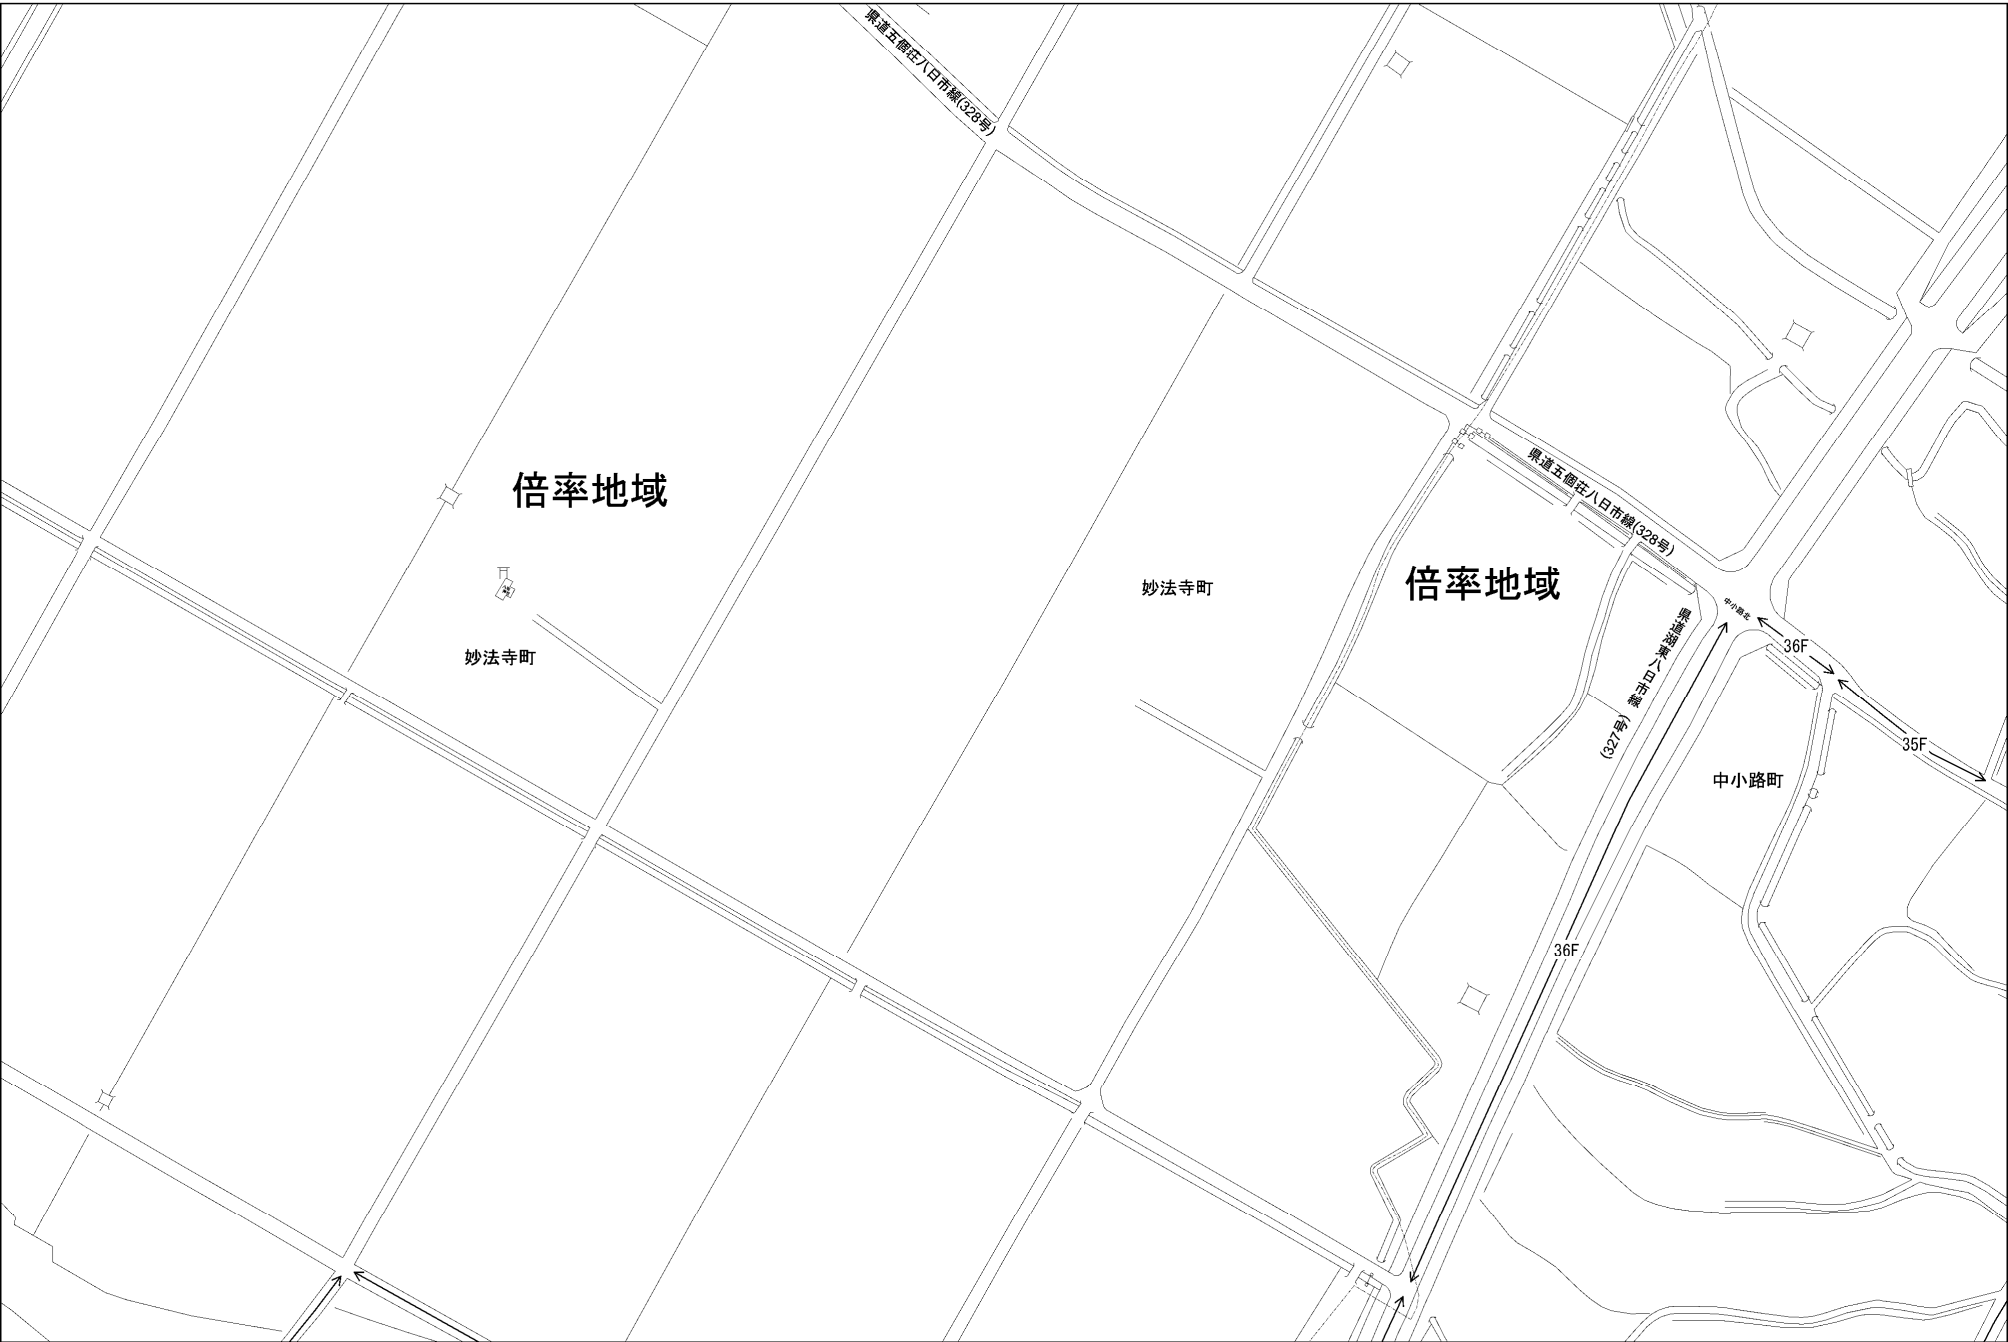 県道五個荘八日市線(328号)
倍率地域
県道五個荘八日市線(328号)
倍率地域
妙法寺町
中小路北
県道湖東八日市線
(327号)
36F
妙法寺町
35F
中小路町
36F